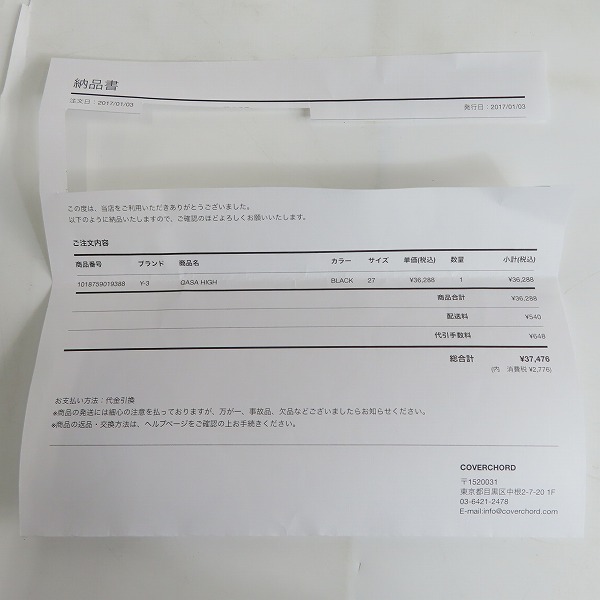 納品書
注文日：2017/01/03
発行日：2017/01/03
この度は、当店をご利用いただきありがとうございました。
以下のように納品いたしますので、ご確認のほどよろしくお願いいたします。
ご注文内容
商品番号 ブランド 商品名 カラー サイズ 単価(税込) 数量 小計(税込)
1018759019388 Y-3 QASA HIGH BLACK 27 ¥36,288 1 ¥36,288
商品合計 ¥36,288
配送料 ¥540
代引手数料 ¥648
総合計 ¥37,476
(内 消費税 ¥2,776)
お支払い方法：代金引換
※商品の発送には細心の注意を払っておりますが、万が一、事故品、欠品などございましたらお知らせください。
※商品の返品・交換方法は、ヘルプページをご確認の上お手続きください。
COVERCHORD
〒1520031
東京都目黒区中根2-7-20 1F
03-6421-2478
E-mail:info@coverchord.com